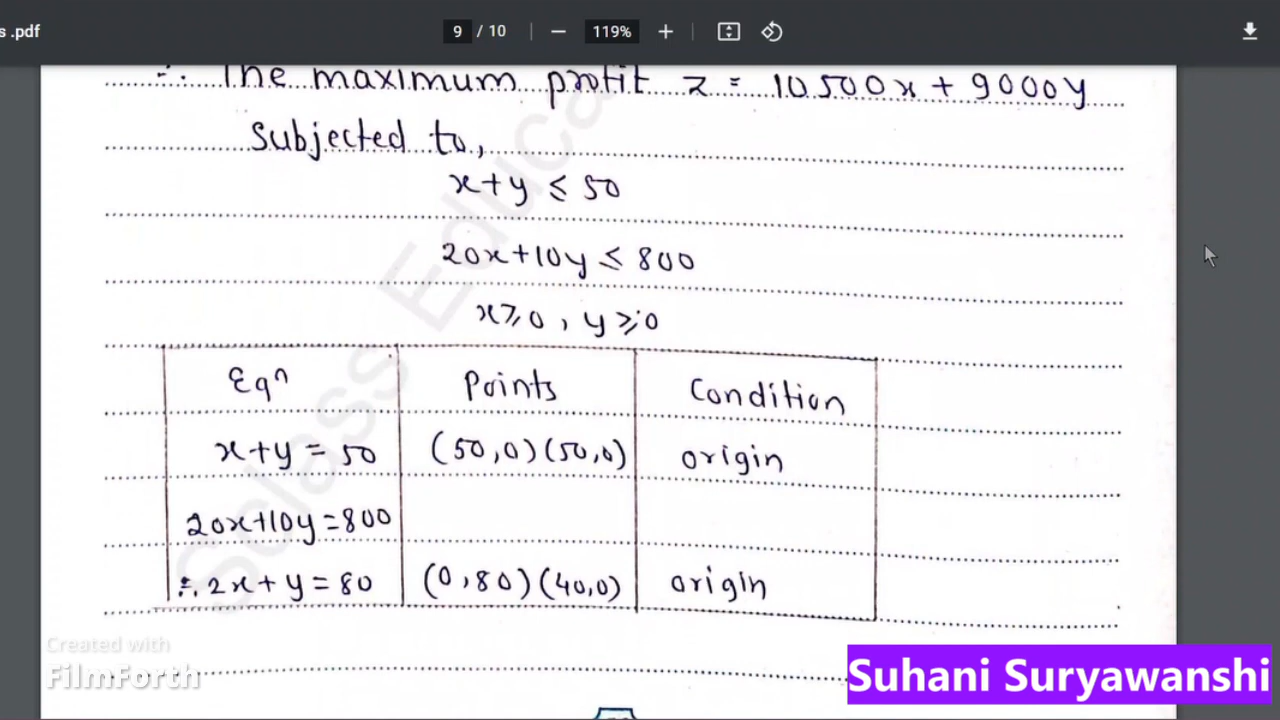 s .pdf
9 / 10
119%
∴ The maximum profit z = 10500x + 9000y
Subjected to,
x+y ≤ 50
20x+10y ≤ 800
x≥0, y≥0
Eqn Points Condition
x+y = 50 (50,0)(50,0) origin
20x+10y=800
∴ 2x+y=80 (0,80)(40,0) origin
Solass Educa
Created with
FilmForth
Suhani Suryawanshi